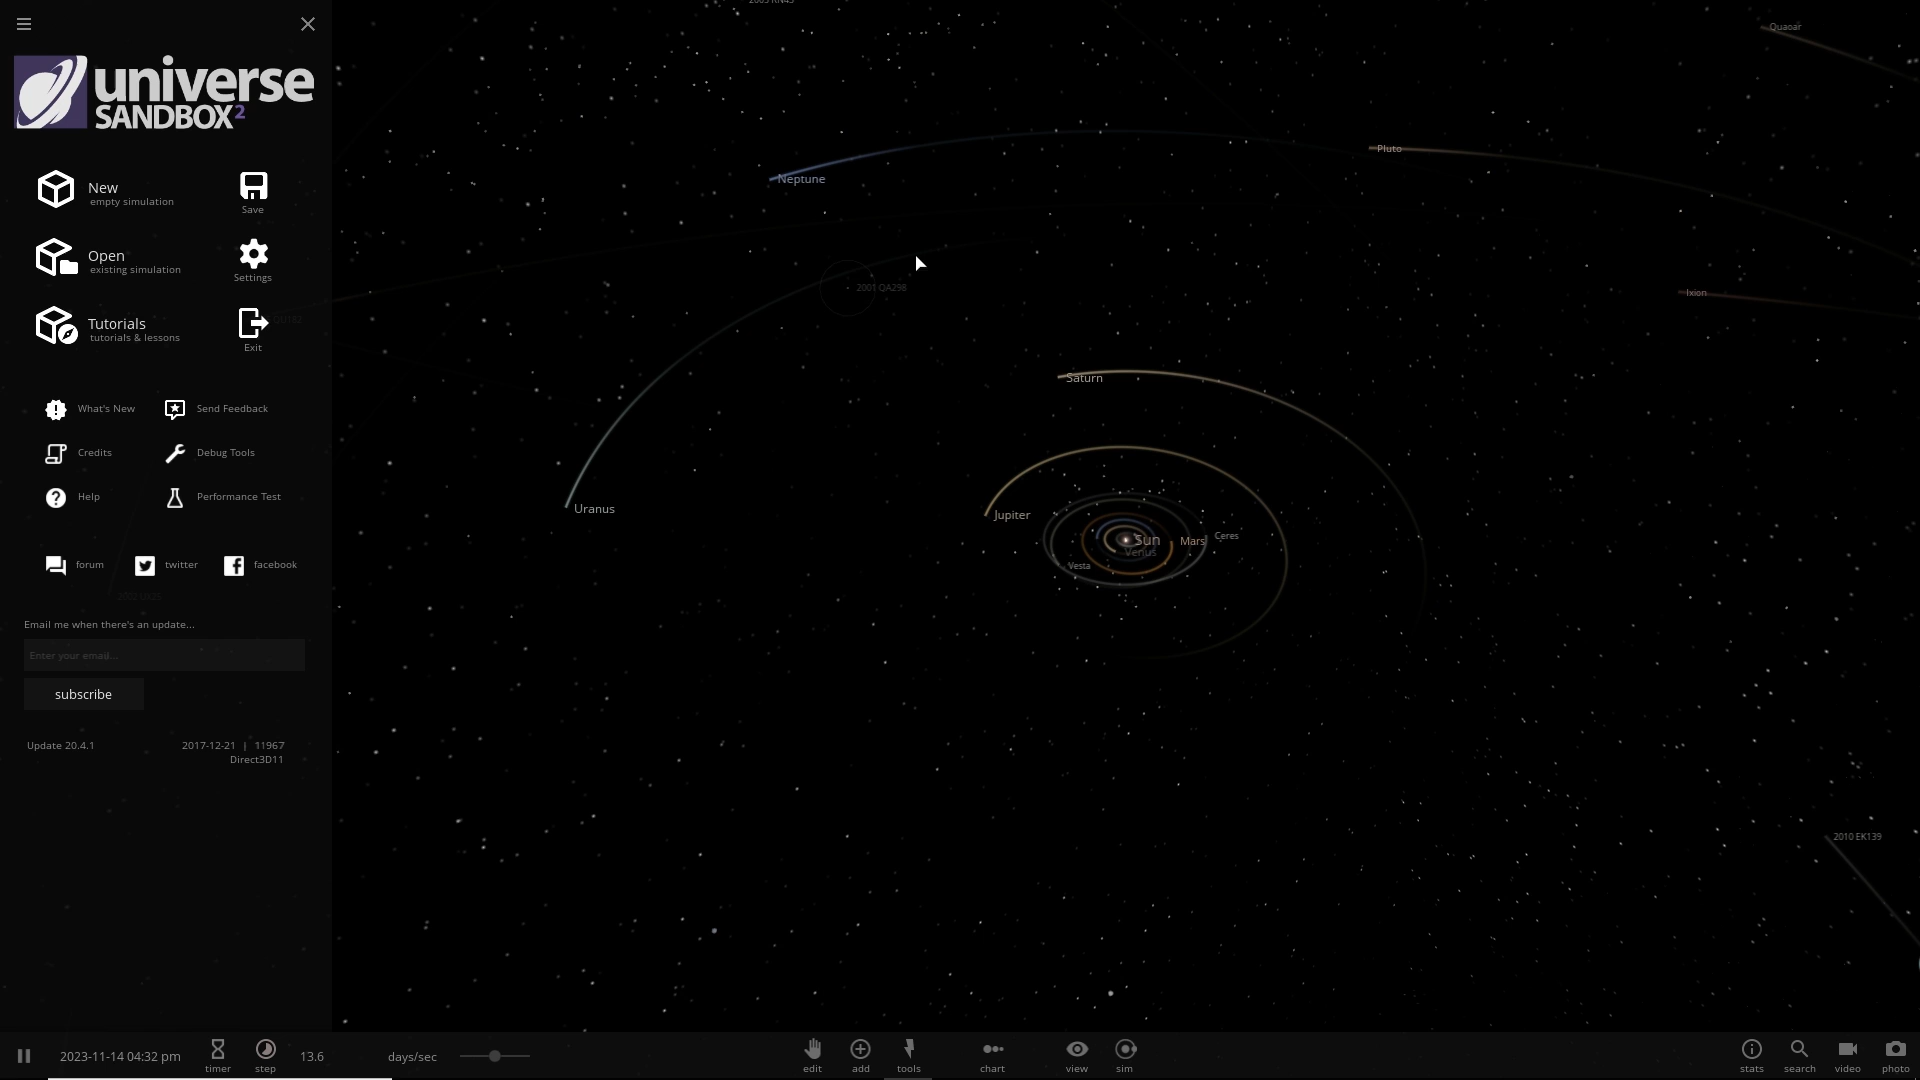 universe
SANDBOX2
New
empty simulation
Save
Open
existing simulation
Settings
Tutorials
tutorials & lessons
Exit
What's New
Send Feedback
Credits
Debug Tools
Help
Performance Test
forum
twitter
facebook
2002 UX25
Email me when there's an update...
Enter your email...
subscribe
Update 20.4.1
2017-12-21 | 11967
Direct3D11
Quaoar
Pluto
Neptune
2001 QA298
Ixion
Saturn
Uranus
Jupiter
Sun
Mars
Ceres
Venus
Vesta
2010 EK139
2023-11-14 04:32 pm
timer
step
13.6
days/sec
edit
add
tools
chart
view
sim
stats
search
video
photo